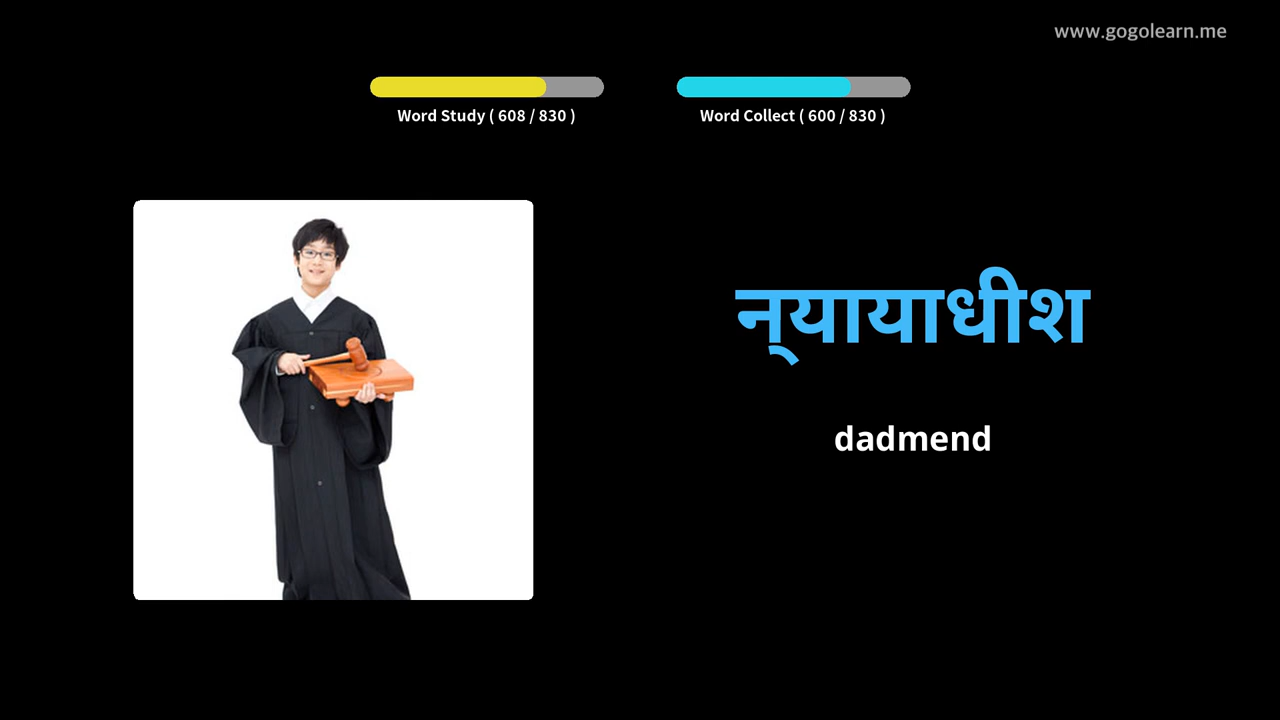 www.gogolearn.me
Word Study ( 608 / 830 )
Word Collect ( 600 / 830 )
न्‌यायाधीश
dadmend